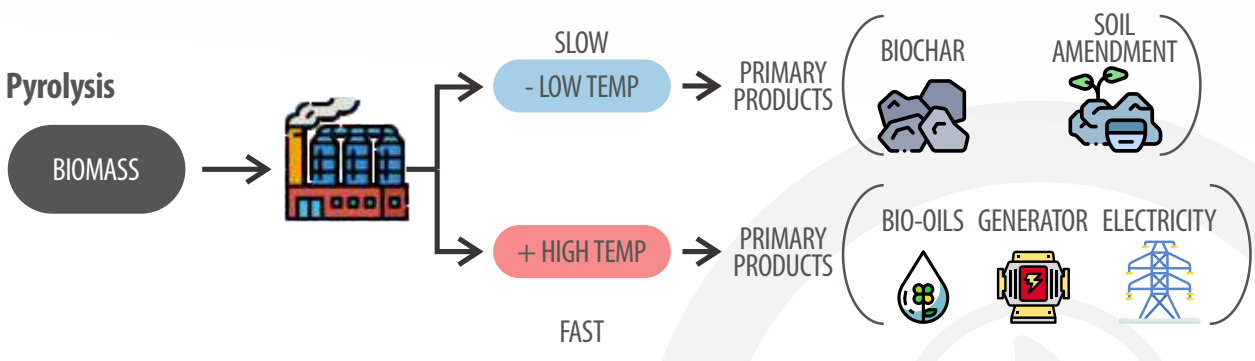 Pyrolysis
BIOMASS
SLOW
- LOW TEMP
PRIMARY
PRODUCTS
BIOCHAR
SOIL
AMENDMENT
+ HIGH TEMP
FAST
PRIMARY
PRODUCTS
BIO-OILS
GENERATOR
ELECTRICITY